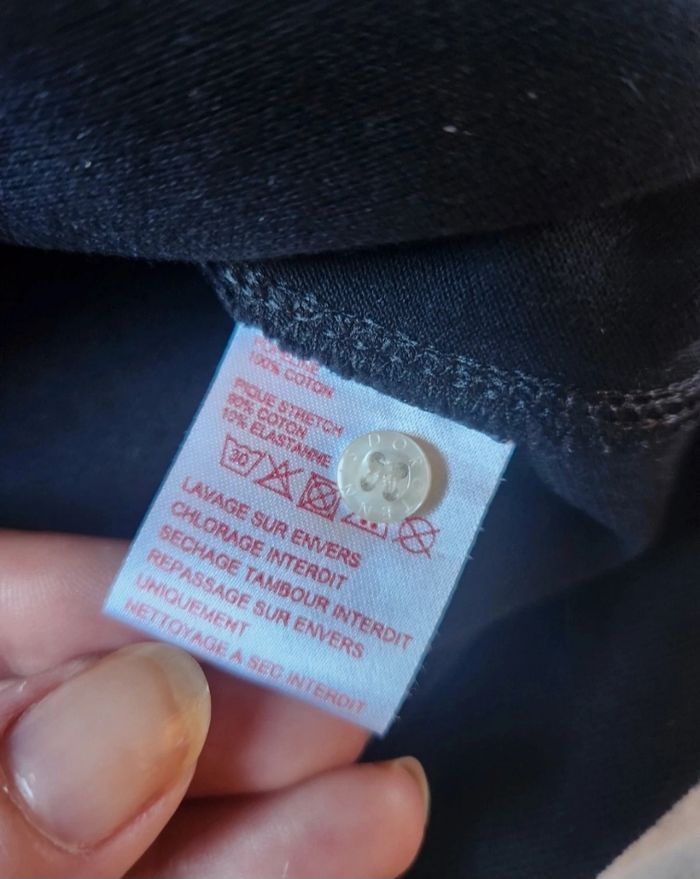 100% COTON
PIQUE STRETCH
90% COTON
10% ELASTANNE
30
LAVAGE SUR ENVERS
CHLORAGE INTERDIT
SECHAGE TAMBOUR INTERDIT
REPASSAGE SUR ENVERS
UNIQUEMENT
NETTOYAGE A SEC INTERDIT